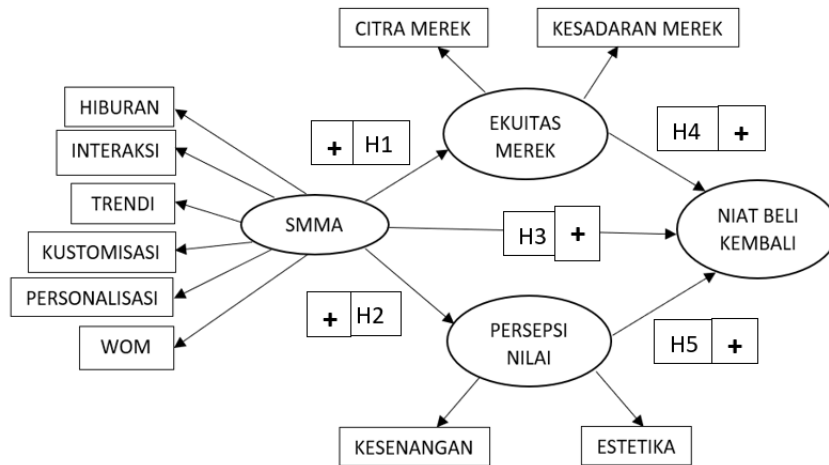 CITRA MEREK
KESADARAN MEREK
HIBURAN
INTERAKSI
TRENDI
KUSTOMISASI
PERSONALISASI
WOM
SMMA
+ H1
EKUITAS
MEREK
H4 +
H3 +
NIAT BELI
KEMBALI
+ H2
PERSEPSI
NILAI
H5 +
KESENANGAN
ESTETIKA